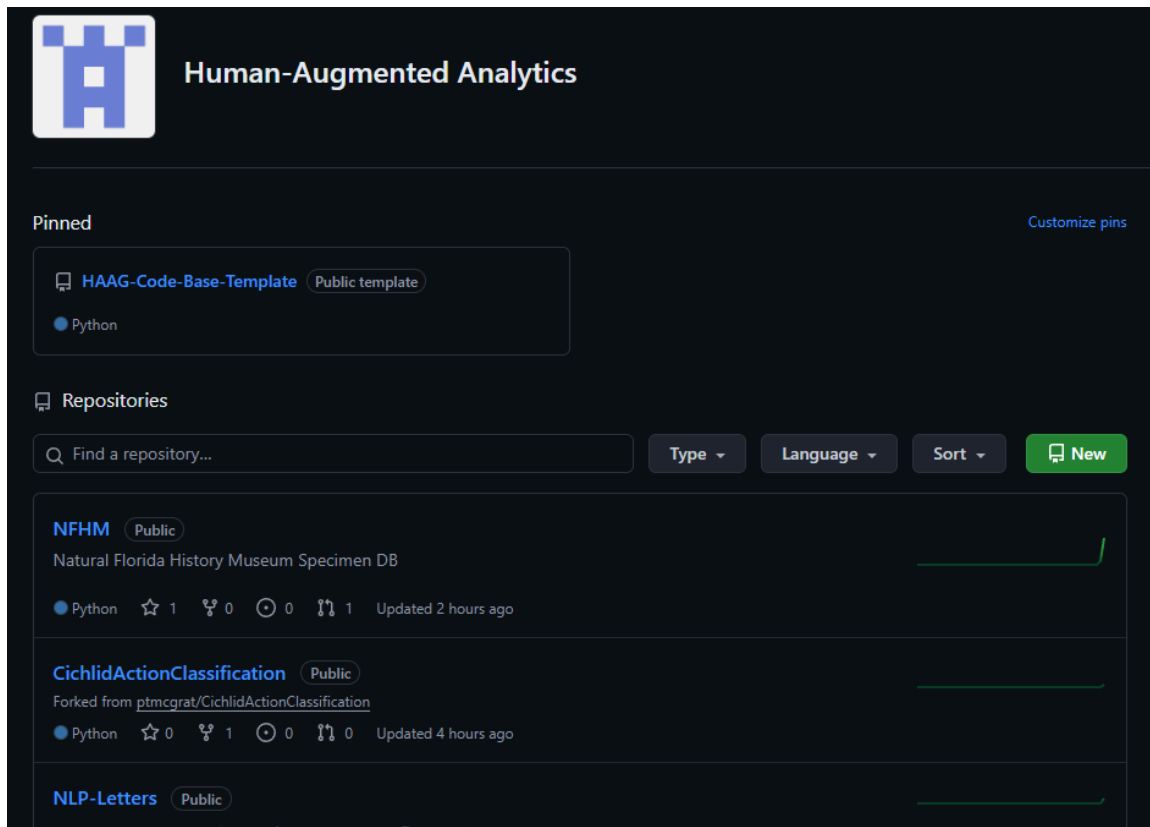 Human-Augmented Analytics
Pinned
Customize pins
HAAG-Code-Base-Template Public template
Python
Repositories
Find a repository... Type Language Sort New
NFHM Public
Natural Florida History Museum Specimen DB
Python 1 0 0 1 Updated 2 hours ago
CichlidActionClassification Public
Forked from ptmcgrat/CichlidActionClassification
Python 0 1 0 0 Updated 4 hours ago
NLP-Letters Public